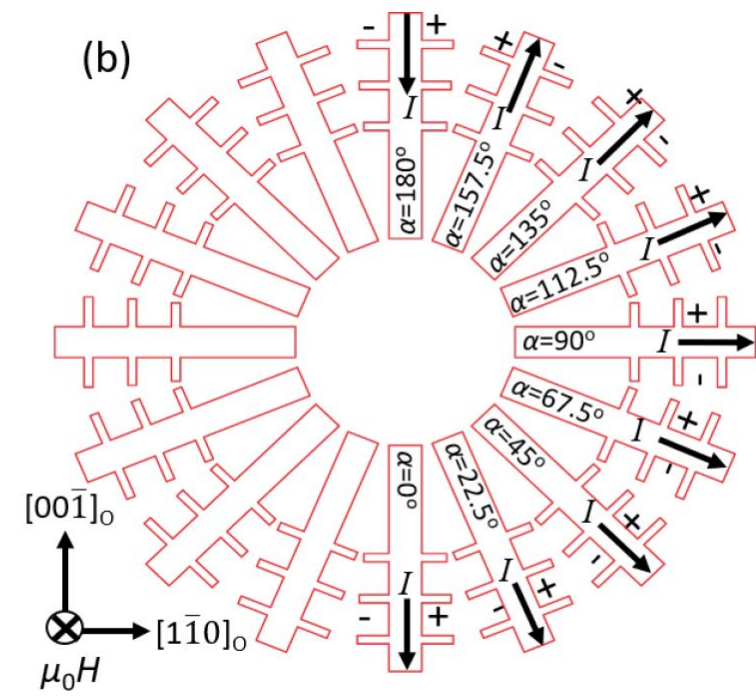 (b)
- +
I
α=180°
+ -
I
α=157.5°
+ -
I
α=135°
+ -
I
α=112.5°
+ -
I
α=90°
+ -
I
α=67.5°
+ -
I
α=45°
+ -
I
α=22.5°
- +
I
α=0°
[001̄]O
[11̄0]O
μ0H